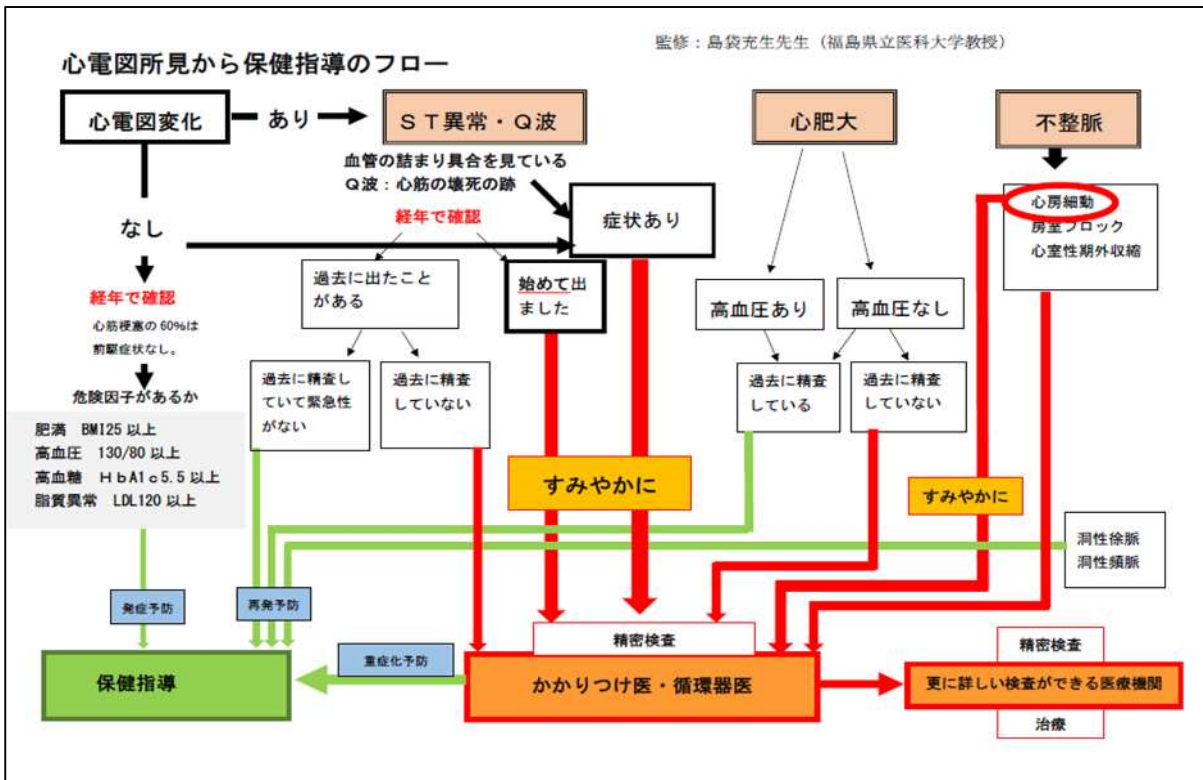 監修：島袋充生先生（福島県立医科大学教授）
心電図所見から保健指導のフロー
心電図変化
あり
ＳＴ異常・Ｑ波
心肥大
不整脈
血管の詰まり具合を見ている
Ｑ波：心筋の壊死の跡
症状あり
心房細動
房室ブロック
心室性期外収縮
なし
経年で確認
過去に出たこと
がある
始めて出
ました
高血圧あり
高血圧なし
経年で確認
心筋梗塞の 60%は
前駆症状なし。
危険因子があるか
過去に精査し
ていて緊急性
がない
過去に精査
していない
過去に精査
している
過去に精査
していない
肥満　BMI25 以上
高血圧　130/80 以上
高血糖　ＨｂA1ｃ5.5 以上
脂質異常　LDL120 以上
すみやかに
すみやかに
洞性徐脈
洞性頻脈
発症予防
再発予防
精密検査
精密検査
重症化予防
保健指導
かかりつけ医・循環器医
更に詳しい検査ができる医療機関
治療